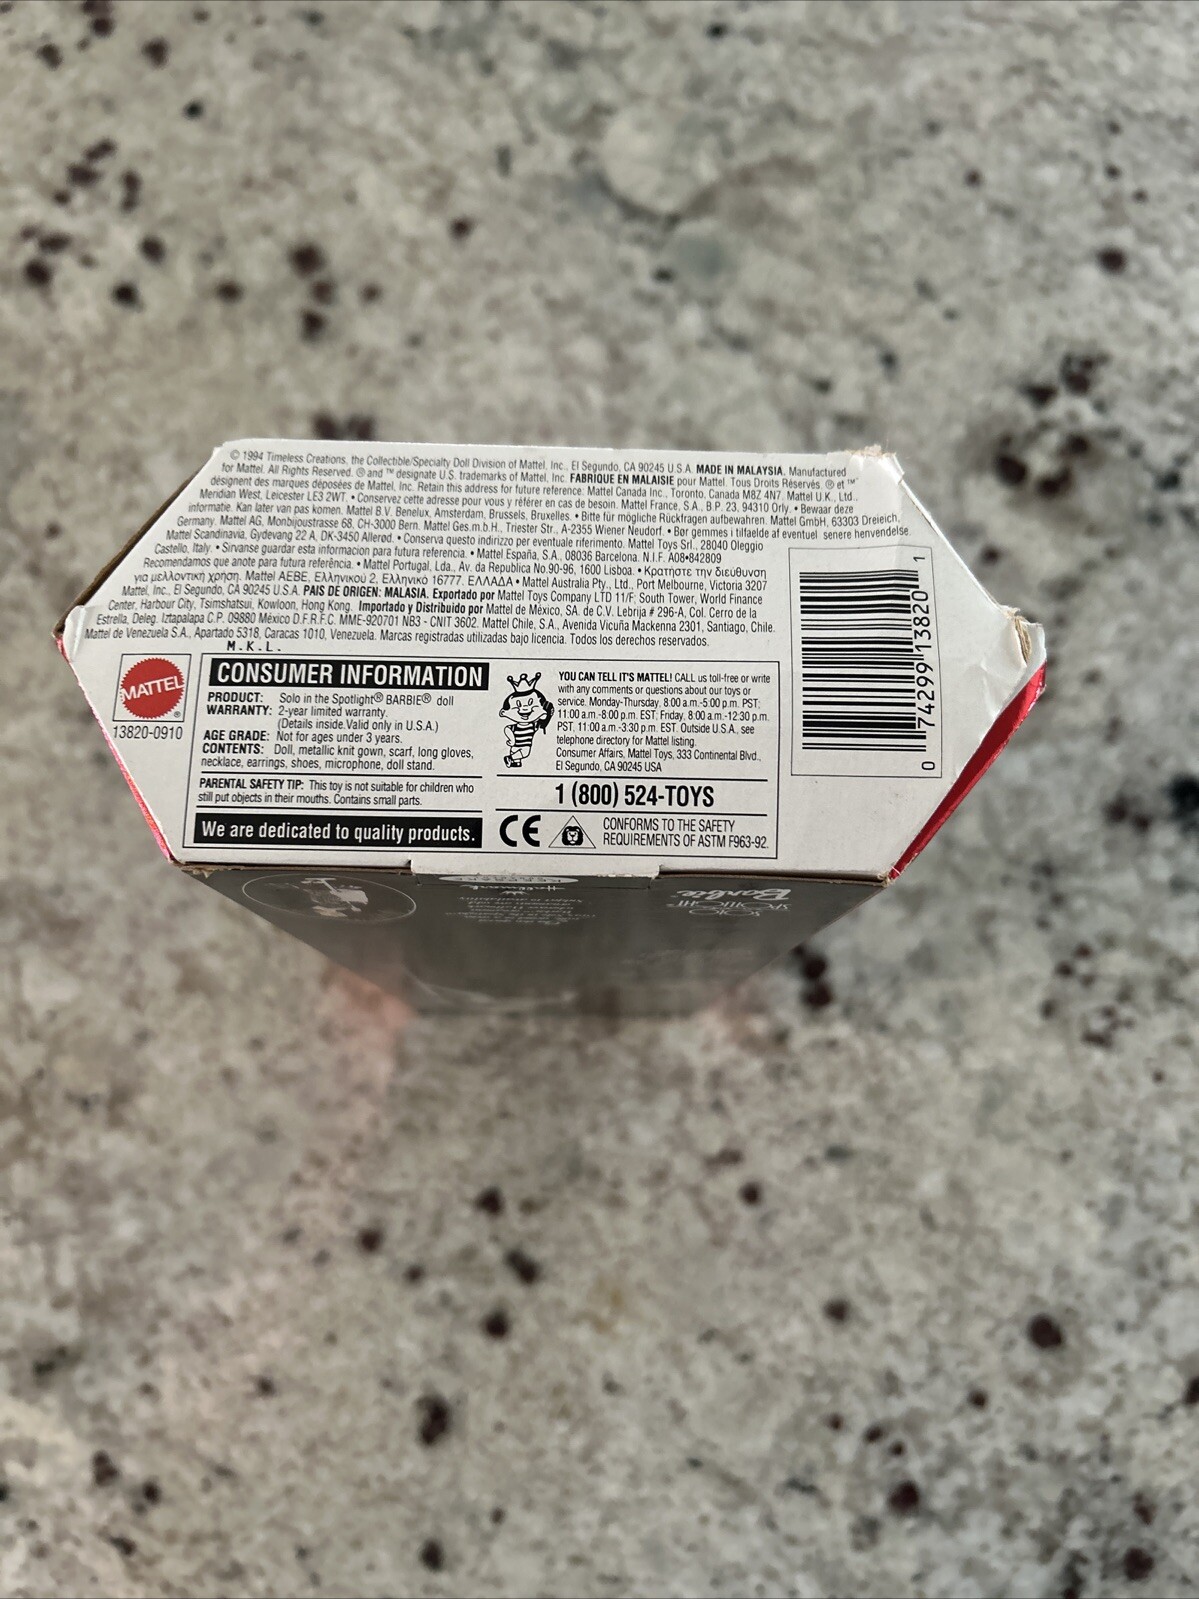 © 1994 Timeless Creations, the Collectible/Specialty Doll Division of Mattel, Inc., El Segundo, CA 90245 U.S.A. MADE IN MALAYSIA. Manufactured
for Mattel. All Rights Reserved. ® and ™ designate U.S. trademarks of Mattel, Inc. FABRIQUÉ EN MALAISIE pour Mattel. Tous Droits Réservés. ® et ™
désignent des marques déposées de Mattel, Inc. Retain this address for future reference: Mattel Canada Inc., Toronto, Canada M8Z 4N7. Mattel U.K., Ltd.,
Meridian West, Leicester LE3 2WT. • Conservez cette adresse pour vous y référer en cas de besoin. Mattel France, S.A., B.P. 23, 94310 Orly. • Bewaar deze
informatie. Kan later van pas komen. Mattel B.V. Benelux, Amsterdam, Brussels, Bruxelles. • Bitte für mögliche Rückfragen aufbewahren. Mattel GmbH, 63303 Dreieich,
Germany. Mattel AG, Monbijoustrasse 68, CH-3000 Bern. Mattel Ges.m.b.H., Triester Str., A-2355 Wiener Neudorf. • Bør gemmes i tilfaelde af eventuel senere henvendelse.
Mattel Scandinavia, Gydevang 22 A, DK-3450 Allerød. • Conserva questo indirizzo per eventuale riferimento. Mattel Toys Srl., 28040 Oleggio
Castello, Italy. • Sirvanse guardar esta informacion para futura referencia. • Mattel España, S.A., 08036 Barcelona. N.I.F. A08•842809
Recomendamos que anote para futura referência. • Mattel Portugal, Lda., Av. da Republica No.90-96, 1600 Lisboa. • Κρατήστε την διεύθυνση
για μελλοντική χρήση. Mattel AEBE, Ελληνικού 2, Ελληνικό 16777. ΕΛΛΑΔΑ • Mattel Australia Pty., Ltd., Port Melbourne, Victoria 3207
Mattel, Inc., El Segundo, CA 90245 U.S.A. PAIS DE ORIGEN: MALASIA. Exportado por Mattel Toys Company LTD 11/F, South Tower, World Finance
Center, Harbour City, Tsimshatsui, Kowloon, Hong Kong. Importado y Distribuido por Mattel de México, SA. de C.V. Lebrija # 296-A, Col. Cerro de la
Estrella, Deleg. Iztapalapa C.P. 09880 México D.F.R.F.C. MME-920701 NB3 - CNIT 3602. Mattel Chile, S.A., Avenida Vicuña Mackenna 2301, Santiago, Chile.
Mattel de Venezuela S.A., Apartado 5318, Caracas 1010, Venezuela. Marcas registradas utilizadas bajo licencia. Todos los derechos reservados.
M.K.L.
MATTEL®
13820-0910
CONSUMER INFORMATION
PRODUCT: Solo in the Spotlight® BARBIE® doll
WARRANTY: 2-year limited warranty.
(Details inside. Valid only in U.S.A.)
AGE GRADE: Not for ages under 3 years.
CONTENTS: Doll, metallic knit gown, scarf, long gloves,
necklace, earrings, shoes, microphone, doll stand.
PARENTAL SAFETY TIP: This toy is not suitable for children who
still put objects in their mouths. Contains small parts.
We are dedicated to quality products.
YOU CAN TELL IT'S MATTEL! CALL us toll-free or write
with any comments or questions about our toys or
service. Monday-Thursday, 8:00 a.m.-5:00 p.m. PST;
11:00 a.m.-8:00 p.m. EST; Friday, 8:00 a.m.-12:30 p.m.
PST, 11:00 a.m.-3:30 p.m. EST. Outside U.S.A., see
telephone directory for Mattel listing.
Consumer Affairs, Mattel Toys, 333 Continental Blvd.,
El Segundo, CA 90245 USA
1 (800) 524-TOYS
CE
CONFORMS TO THE SAFETY
REQUIREMENTS OF ASTM F963-92.
0 74299 13820 1
Hallmark
Barbie
SOLO
SPOTLIGHT